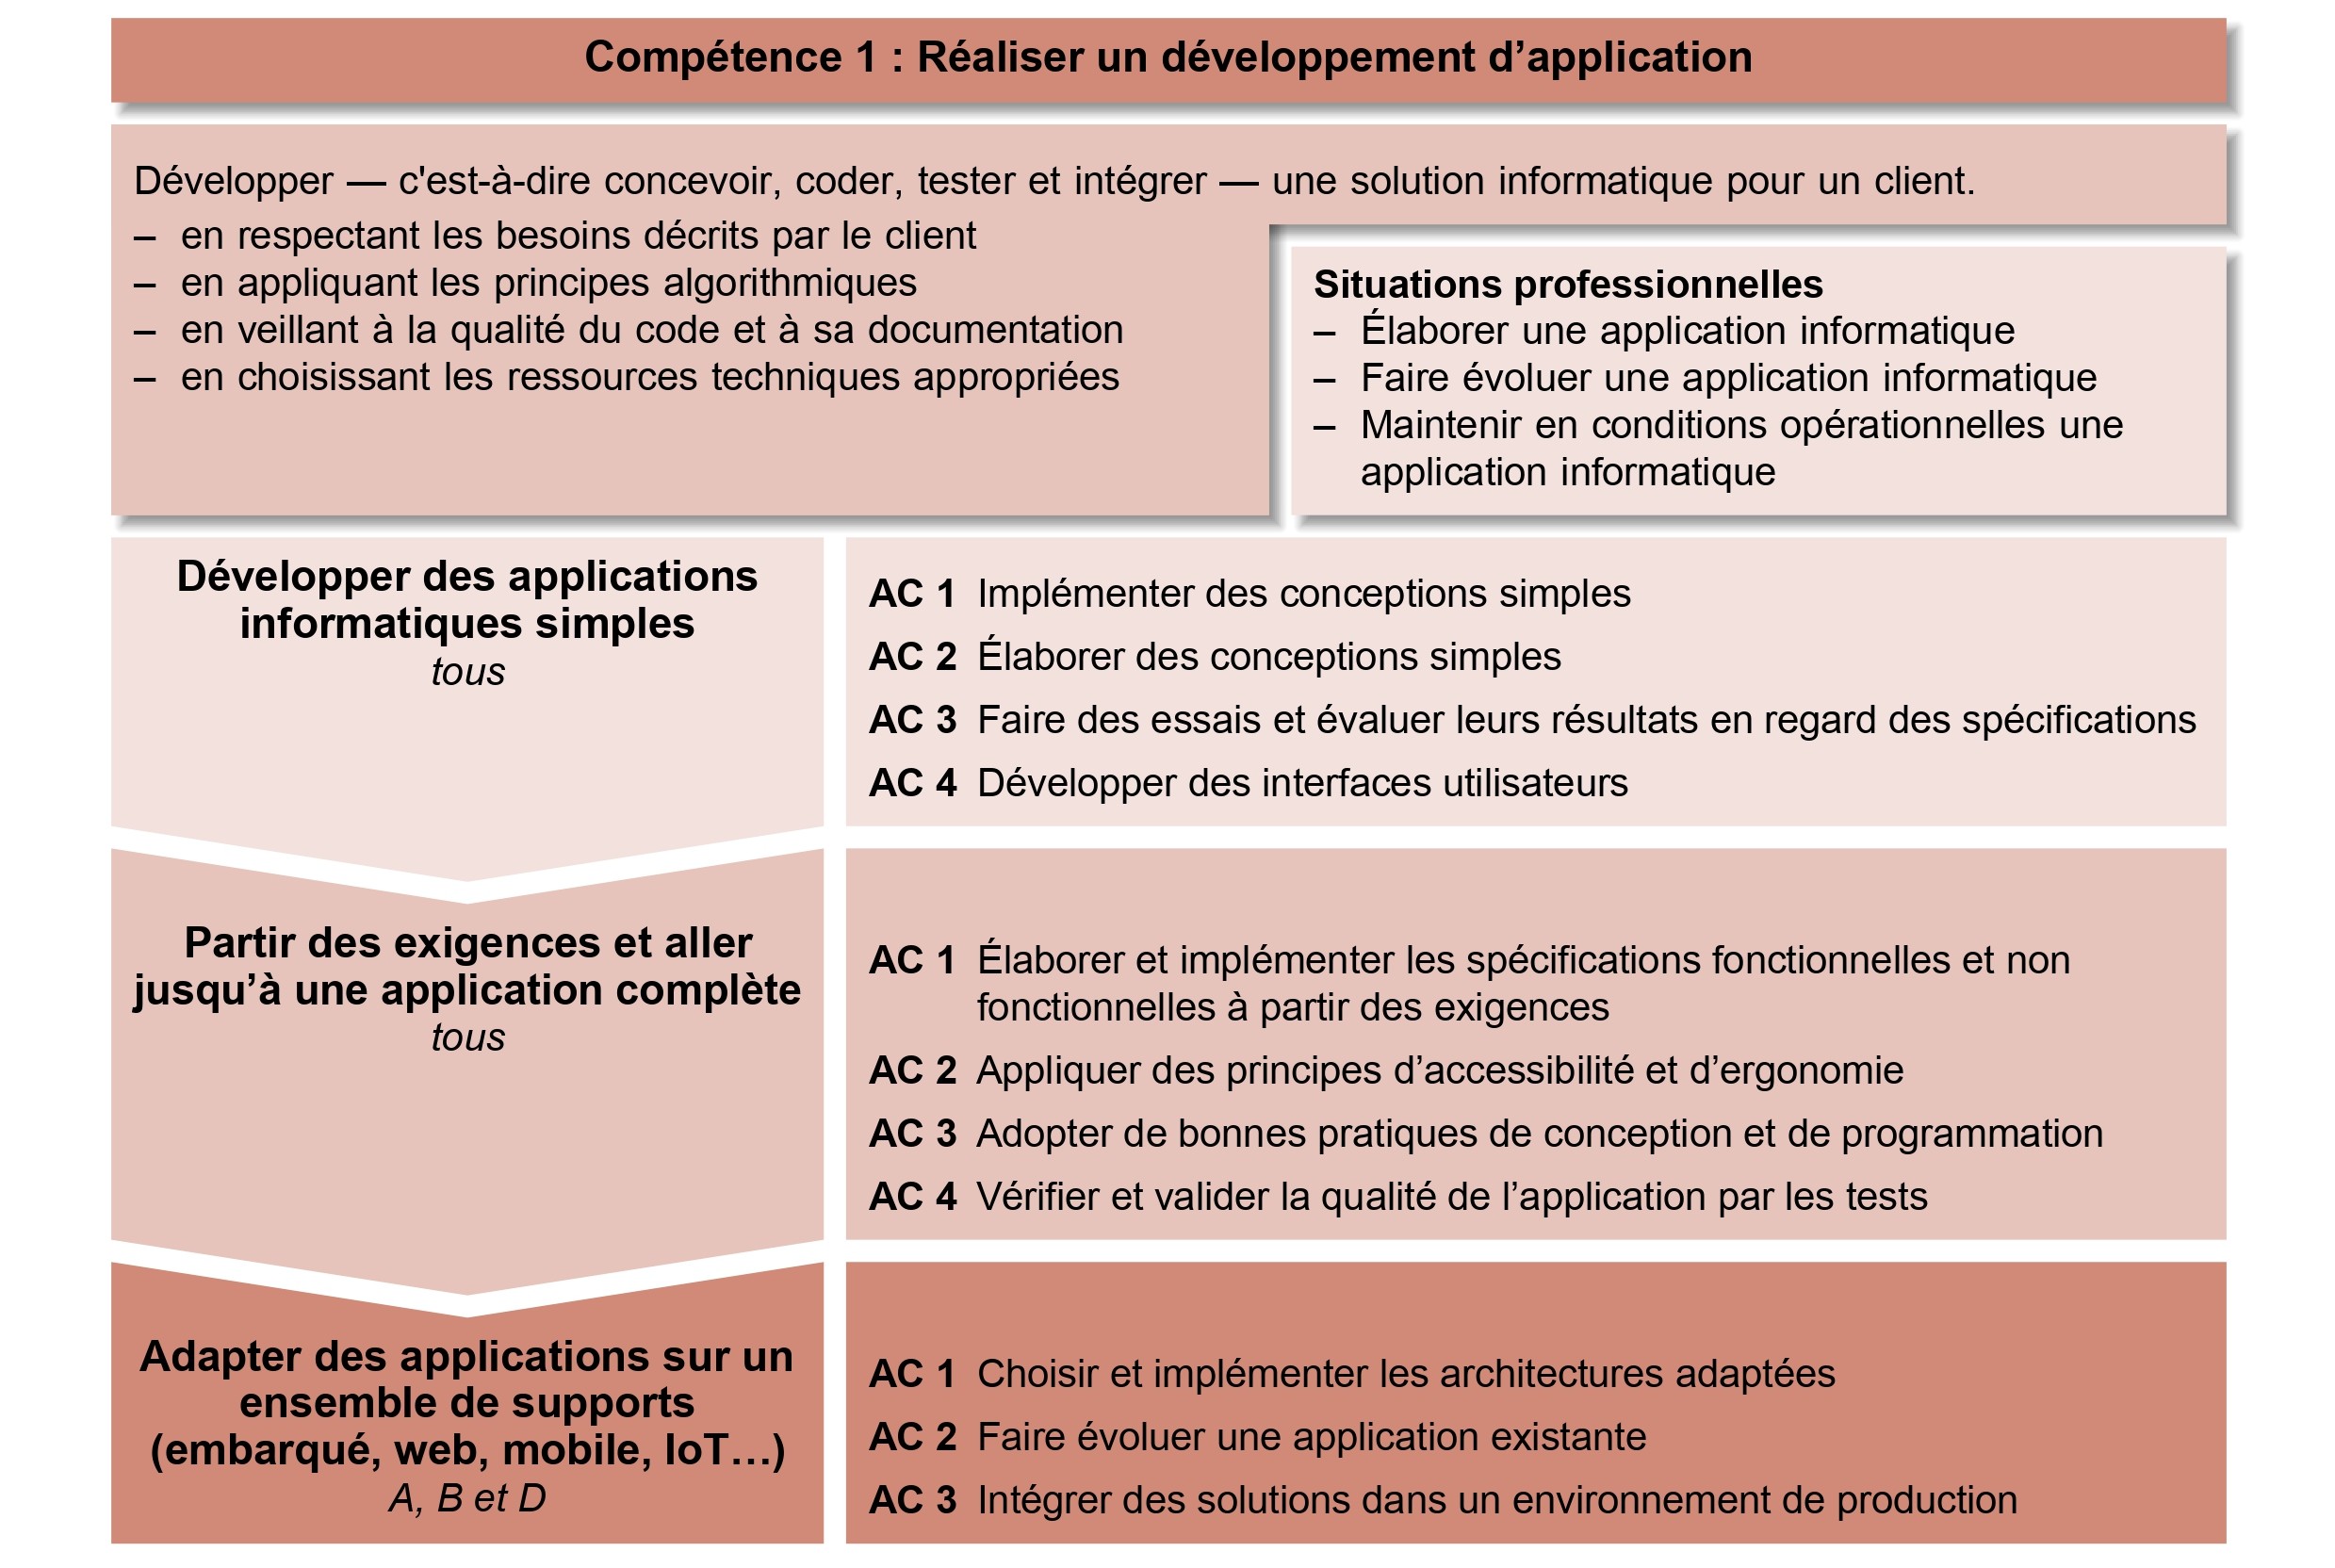 Compétence 1 : Réaliser un développement d’application
Développer — c'est-à-dire concevoir, coder, tester et intégrer — une solution informatique pour un client.
– en respectant les besoins décrits par le client
– en appliquant les principes algorithmiques
– en veillant à la qualité du code et à sa documentation
– en choisissant les ressources techniques appropriées
Situations professionnelles
– Élaborer une application informatique
– Faire évoluer une application informatique
– Maintenir en conditions opérationnelles une
application informatique
Développer des applications
informatiques simples
tous
AC 1 Implémenter des conceptions simples
AC 2 Élaborer des conceptions simples
AC 3 Faire des essais et évaluer leurs résultats en regard des spécifications
AC 4 Développer des interfaces utilisateurs
Partir des exigences et aller
jusqu’à une application complète
tous
AC 1 Élaborer et implémenter les spécifications fonctionnelles et non
fonctionnelles à partir des exigences
AC 2 Appliquer des principes d’accessibilité et d’ergonomie
AC 3 Adopter de bonnes pratiques de conception et de programmation
AC 4 Vérifier et valider la qualité de l’application par les tests
Adapter des applications sur un
ensemble de supports
(embarqué, web, mobile, IoT…)
A, B et D
AC 1 Choisir et implémenter les architectures adaptées
AC 2 Faire évoluer une application existante
AC 3 Intégrer des solutions dans un environnement de production